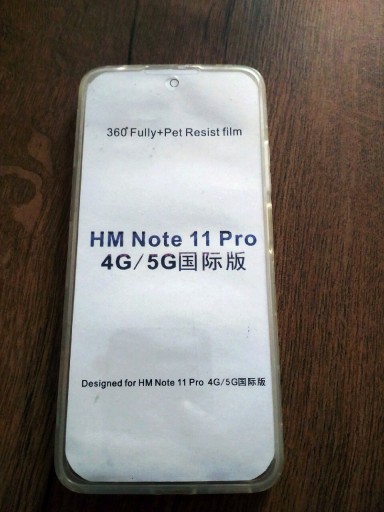 360°Fully+Pet Resist film
HM Note 11 Pro
4G/5G国际版
Designed for HM Note 11 Pro 4G/5G国际版